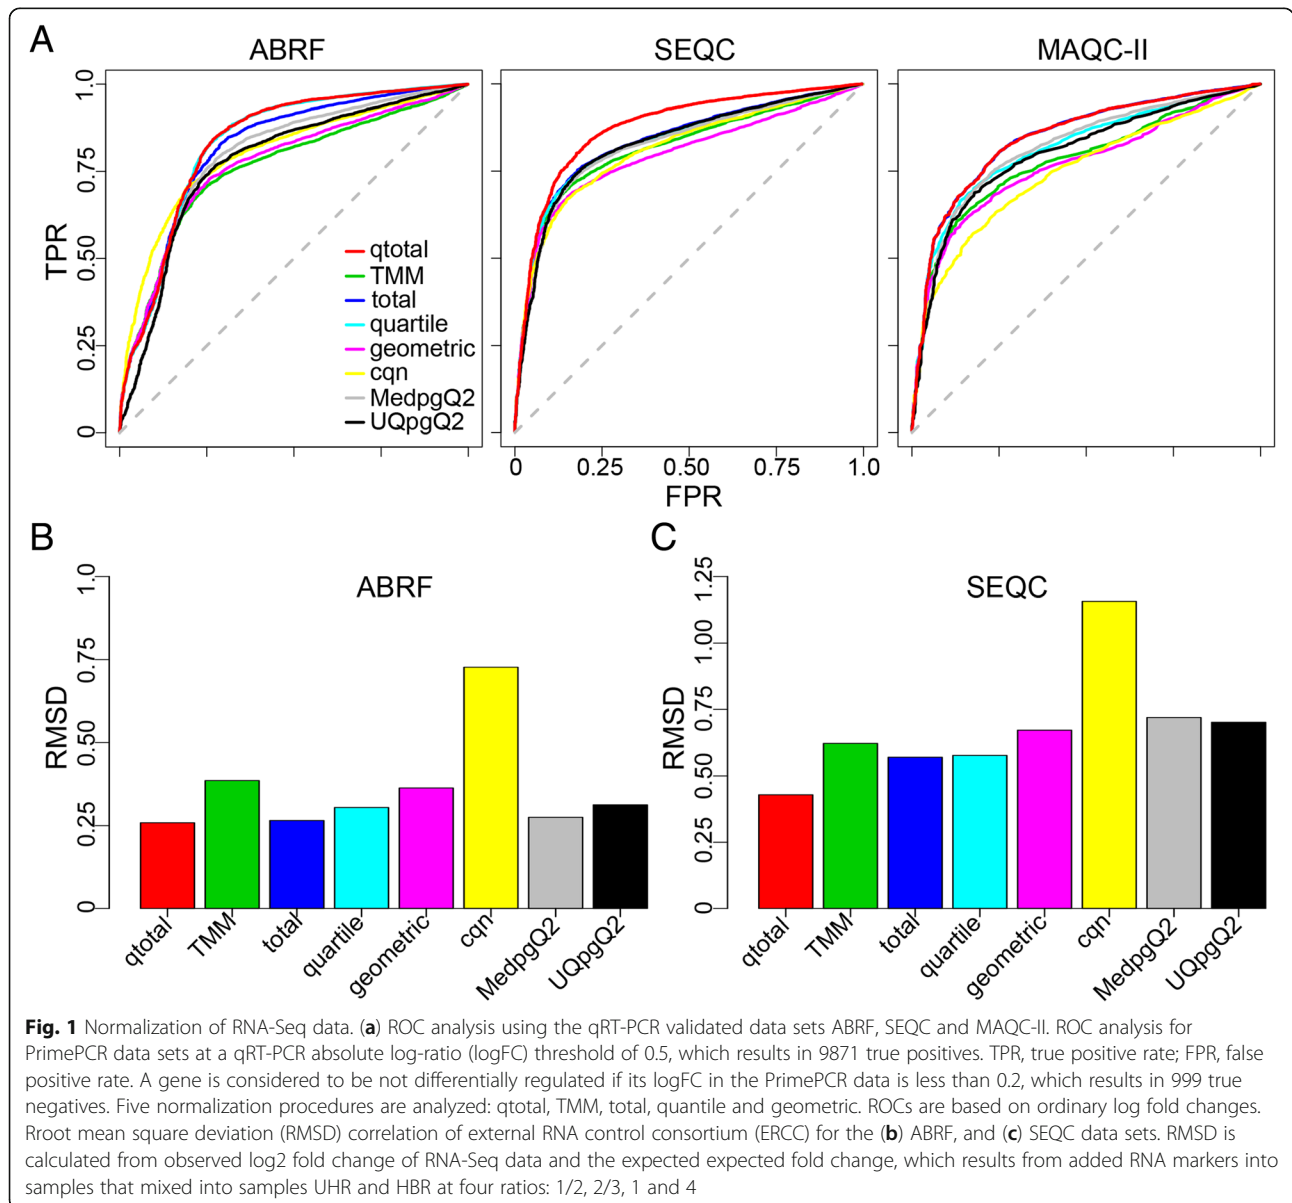 A
ABRF
SEQC
MAQC-II
TPR
1.0
0.75
0.50
0.25
0
qtotal
TMM
total
quartile
geometric
cqn
MedpgQ2
UQpgQ2
0 0.25 0.50 0.75 1.0
FPR
B
ABRF
RMSD
1.0
0.75
0.50
0.25
0
qtotal
TMM
total
quartile
geometric
cqn
MedpgQ2
UQpgQ2
C
SEQC
RMSD
1.25
1.00
0.75
0.50
0.25
0
qtotal
TMM
total
quartile
geometric
cqn
MedpgQ2
UQpgQ2
Fig. 1 Normalization of RNA-Seq data. (a) ROC analysis using the qRT-PCR validated data sets ABRF, SEQC and MAQC-II. ROC analysis for
PrimePCR data sets at a qRT-PCR absolute log-ratio (logFC) threshold of 0.5, which results in 9871 true positives. TPR, true positive rate; FPR, false
positive rate. A gene is considered to be not differentially regulated if its logFC in the PrimePCR data is less than 0.2, which results in 999 true
negatives. Five normalization procedures are analyzed: qtotal, TMM, total, quantile and geometric. ROCs are based on ordinary log fold changes.
Rroot mean square deviation (RMSD) correlation of external RNA control consortium (ERCC) for the (b) ABRF, and (c) SEQC data sets. RMSD is
calculated from observed log2 fold change of RNA-Seq data and the expected expected fold change, which results from added RNA markers into
samples that mixed into samples UHR and HBR at four ratios: 1/2, 2/3, 1 and 4